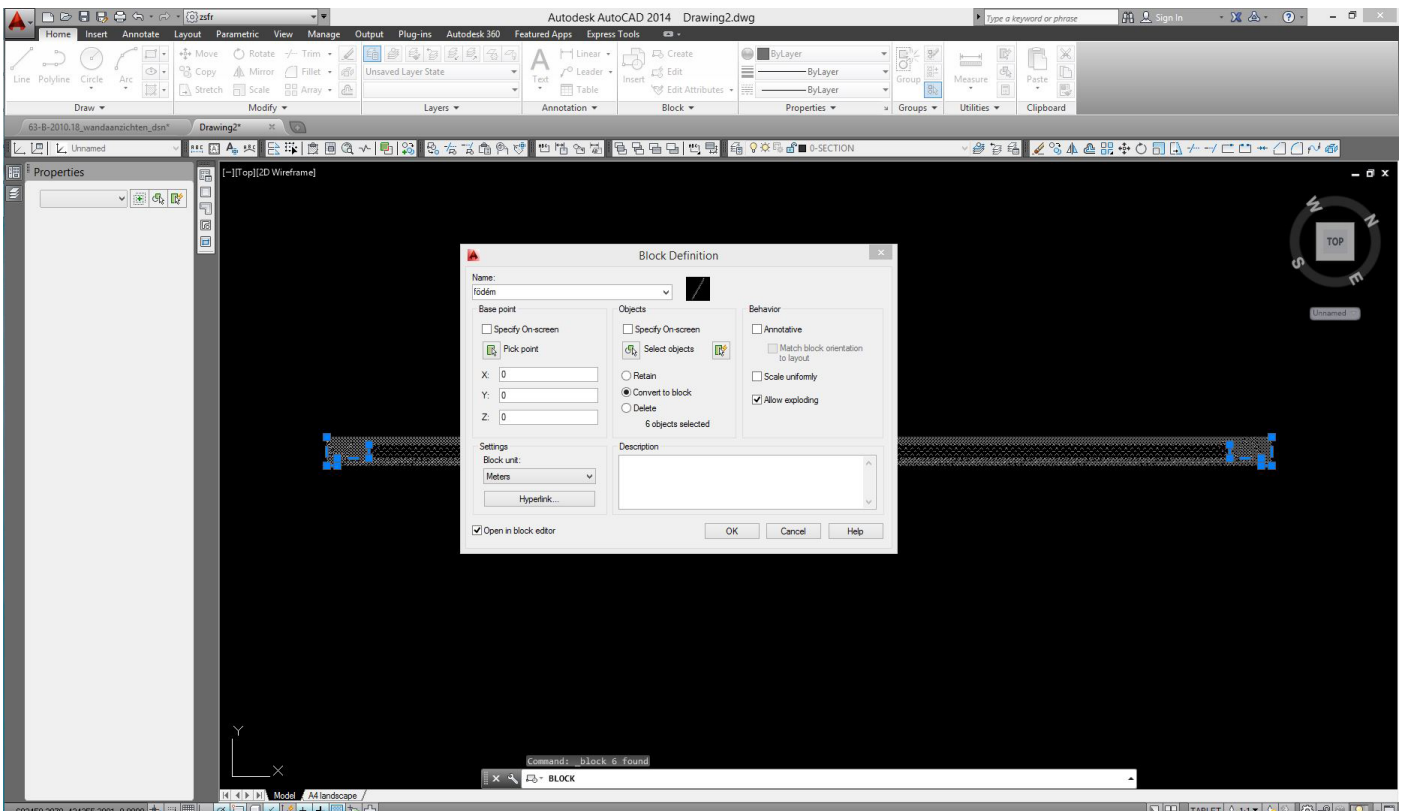 zsfr
Autodesk AutoCAD 2014 Drawing2.dwg
Type a keyword or phrase
Sign In
Home Insert Annotate Layout Parametric View Manage Output Plug-ins Autodesk 360 Featured Apps Express Tools
Move Rotate Trim
Line Polyline Circle Arc
Copy Mirror Fillet
Stretch Scale Array
Unsaved Layer State
Text
Linear
Leader
Table
Insert
Create
Edit
Edit Attributes
ByLayer
ByLayer
ByLayer
Group
Measure
Paste
Draw Modify Layers Annotation Block Properties Groups Utilities Clipboard
63-B-2010.18_wandaanzichten_dsn* Drawing2*
Unnamed
0-SECTION
Properties
[−][Top][2D Wireframe]
W
N
TOP
S
E
Unnamed
Block Definition
Name:
födém
Base point
Specify On-screen
Pick point
X: 0
Y: 0
Z: 0
Objects
Specify On-screen
Select objects
Retain
Convert to block
Delete
6 objects selected
Behavior
Annotative
Match block orientation
to layout
Scale uniformly
Allow exploding
Settings
Block unit:
Meters
Hyperlink...
Description
Open in block editor
OK Cancel Help
Y
X
Command: _block 6 found
BLOCK
Model A4 landscape
TABLET 1:1